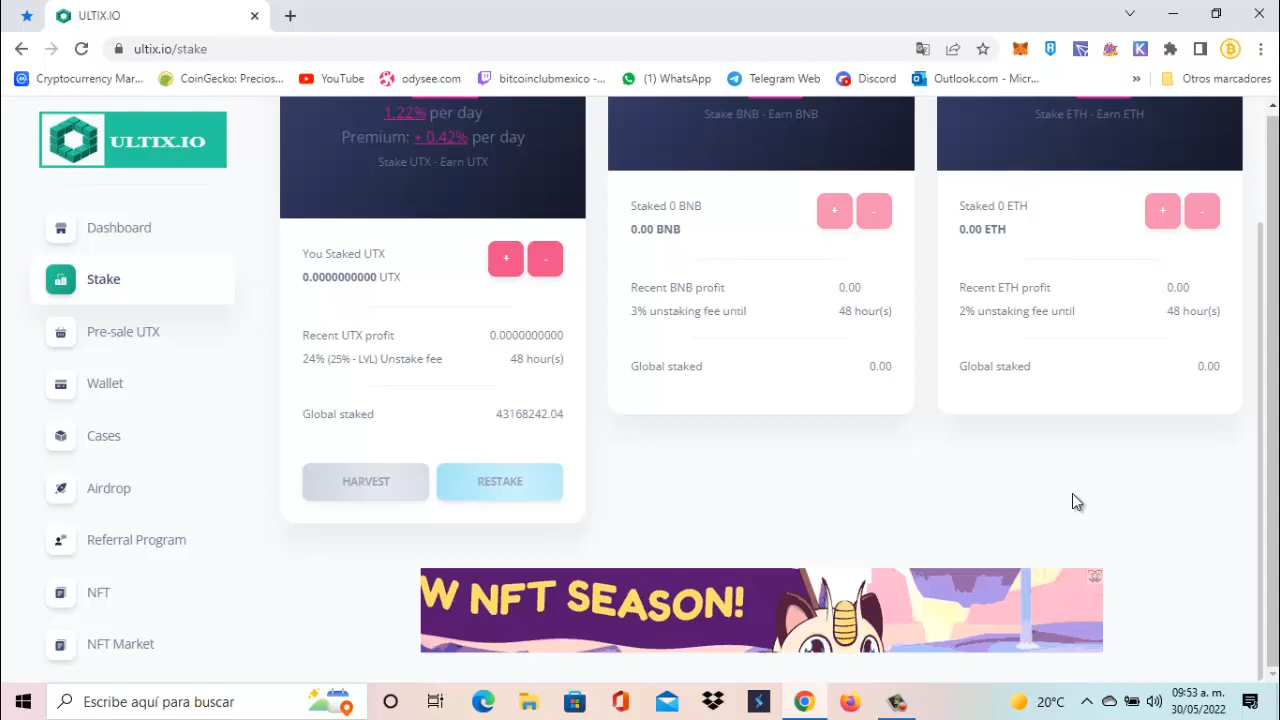 ULTIX.IO
ultix.io/stake
Cryptocurrency Mar...
CoinGecko: Precios...
YouTube
odysee.com
bitcoinclubmexico -...
(1) WhatsApp
Telegram Web
Discord
Outlook.com - Micr...
»
Otros marcadores
ULTIX.IO
Dashboard
Stake
Pre-sale UTX
Wallet
Cases
Airdrop
Referral Program
NFT
NFT Market
1.22% per day
Premium: + 0.42% per day
Stake UTX - Earn UTX
You Staked UTX
0.0000000000 UTX
+ -
Recent UTX profit 0.0000000000
24% (25% - LVL) Unstake fee 48 hour(s)
Global staked 43168242.04
HARVEST RESTAKE
Stake BNB - Earn BNB
Staked 0 BNB
0.00 BNB
+ -
Recent BNB profit 0.00
3% unstaking fee until 48 hour(s)
Global staked 0.00
Stake ETH - Earn ETH
Staked 0 ETH
0.00 ETH
+ -
Recent ETH profit 0.00
2% unstaking fee until 48 hour(s)
Global staked 0.00
W NFT SEASON!
Escribe aquí para buscar
20°C
09:53 a. m.
30/05/2022